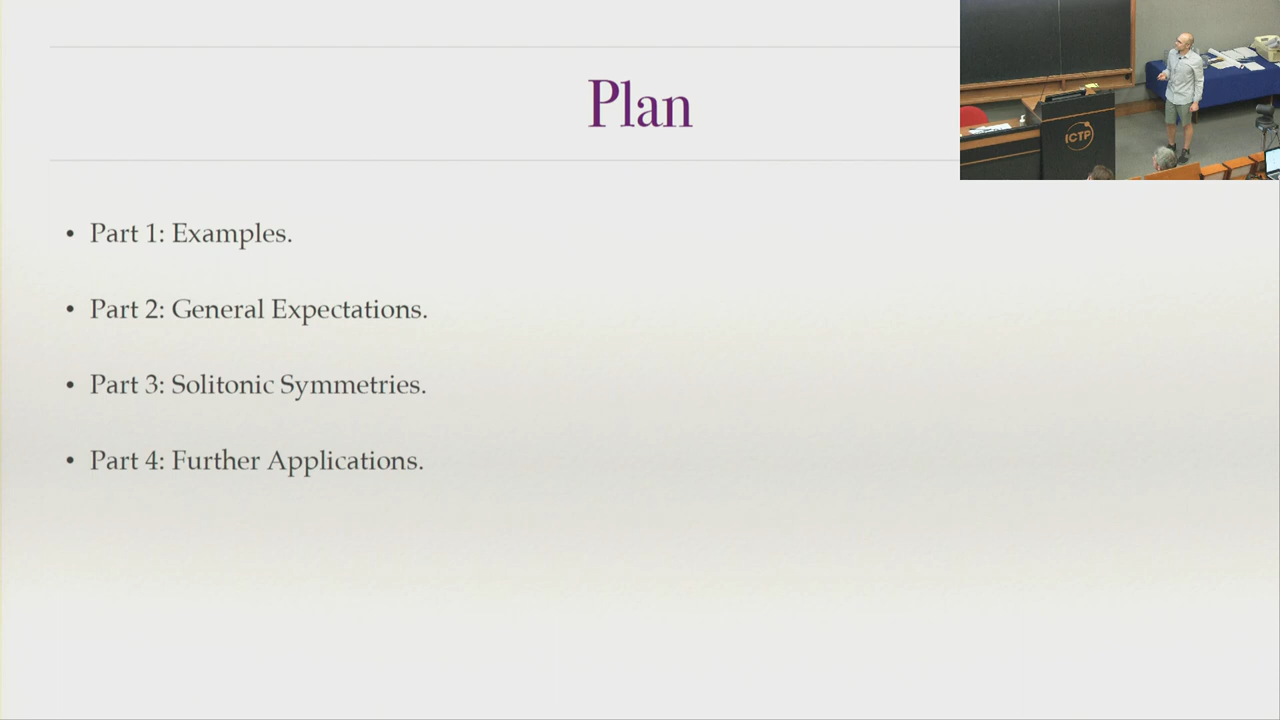 Plan
• Part 1: Examples.
• Part 2: General Expectations.
• Part 3: Solitonic Symmetries.
• Part 4: Further Applications.
ICTP